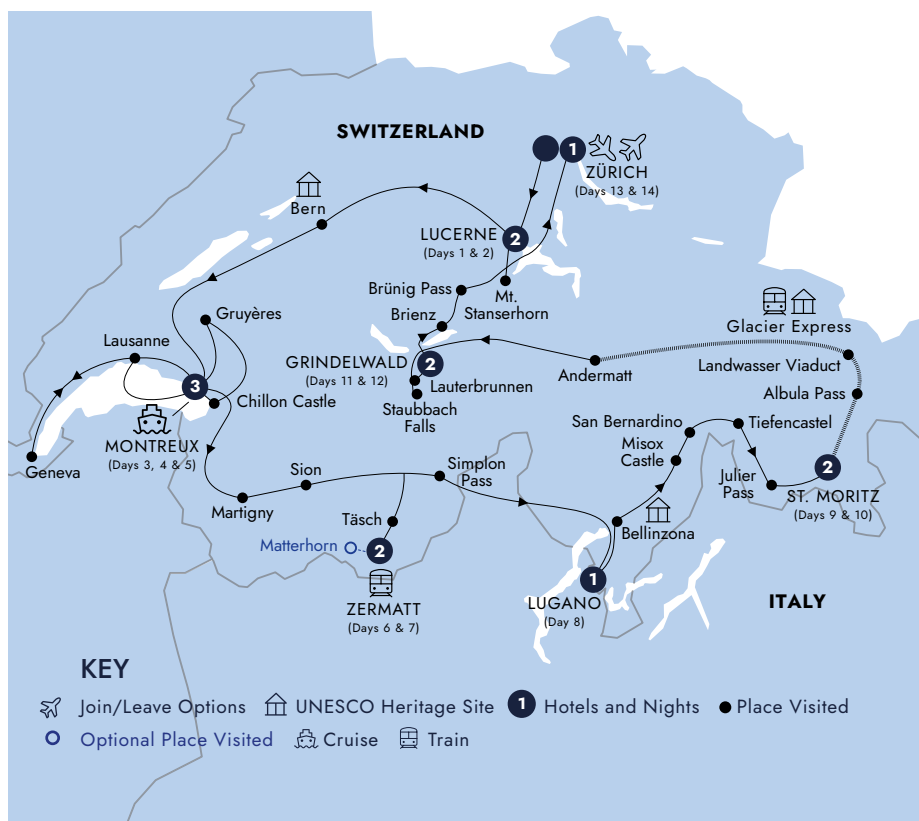 SWITZERLAND
1
ZÜRICH
(Days 13 & 14)
Bern
LUCERNE
(Days 1 & 2)
2
Brünig Pass
Mt.
Stanserhorn
Brienz
Gruyères
Glacier Express
Lausanne
GRINDELWALD
(Days 11 & 12)
2
Lauterbrunnen
Staubbach
Falls
Andermatt
Landwasser Viaduct
Albula Pass
3
Chillon Castle
MONTREUX
(Days 3, 4 & 5)
Geneva
San Bernardino
Tiefencastel
Misox
Castle
Julier
Pass
2
ST. MORITZ
(Days 9 & 10)
Sion
Simplon
Pass
Martigny
Täsch
Matterhorn
2
ZERMATT
(Days 6 & 7)
Bellinzona
1
LUGANO
(Day 8)
ITALY
KEY
Join/Leave Options
UNESCO Heritage Site
1
Hotels and Nights
Place Visited
Optional Place Visited
Cruise
Train